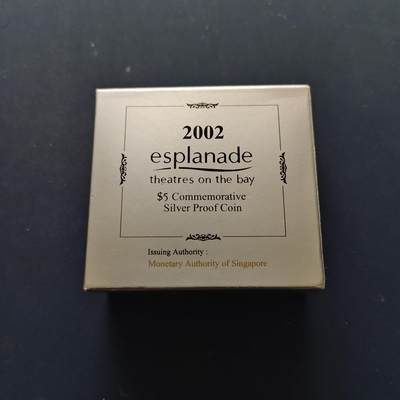 2002
esplanade
theatres on the bay
$5 Commemorative
Silver Proof Coin
Issuing Authority :
Monetary Authority of Singapore